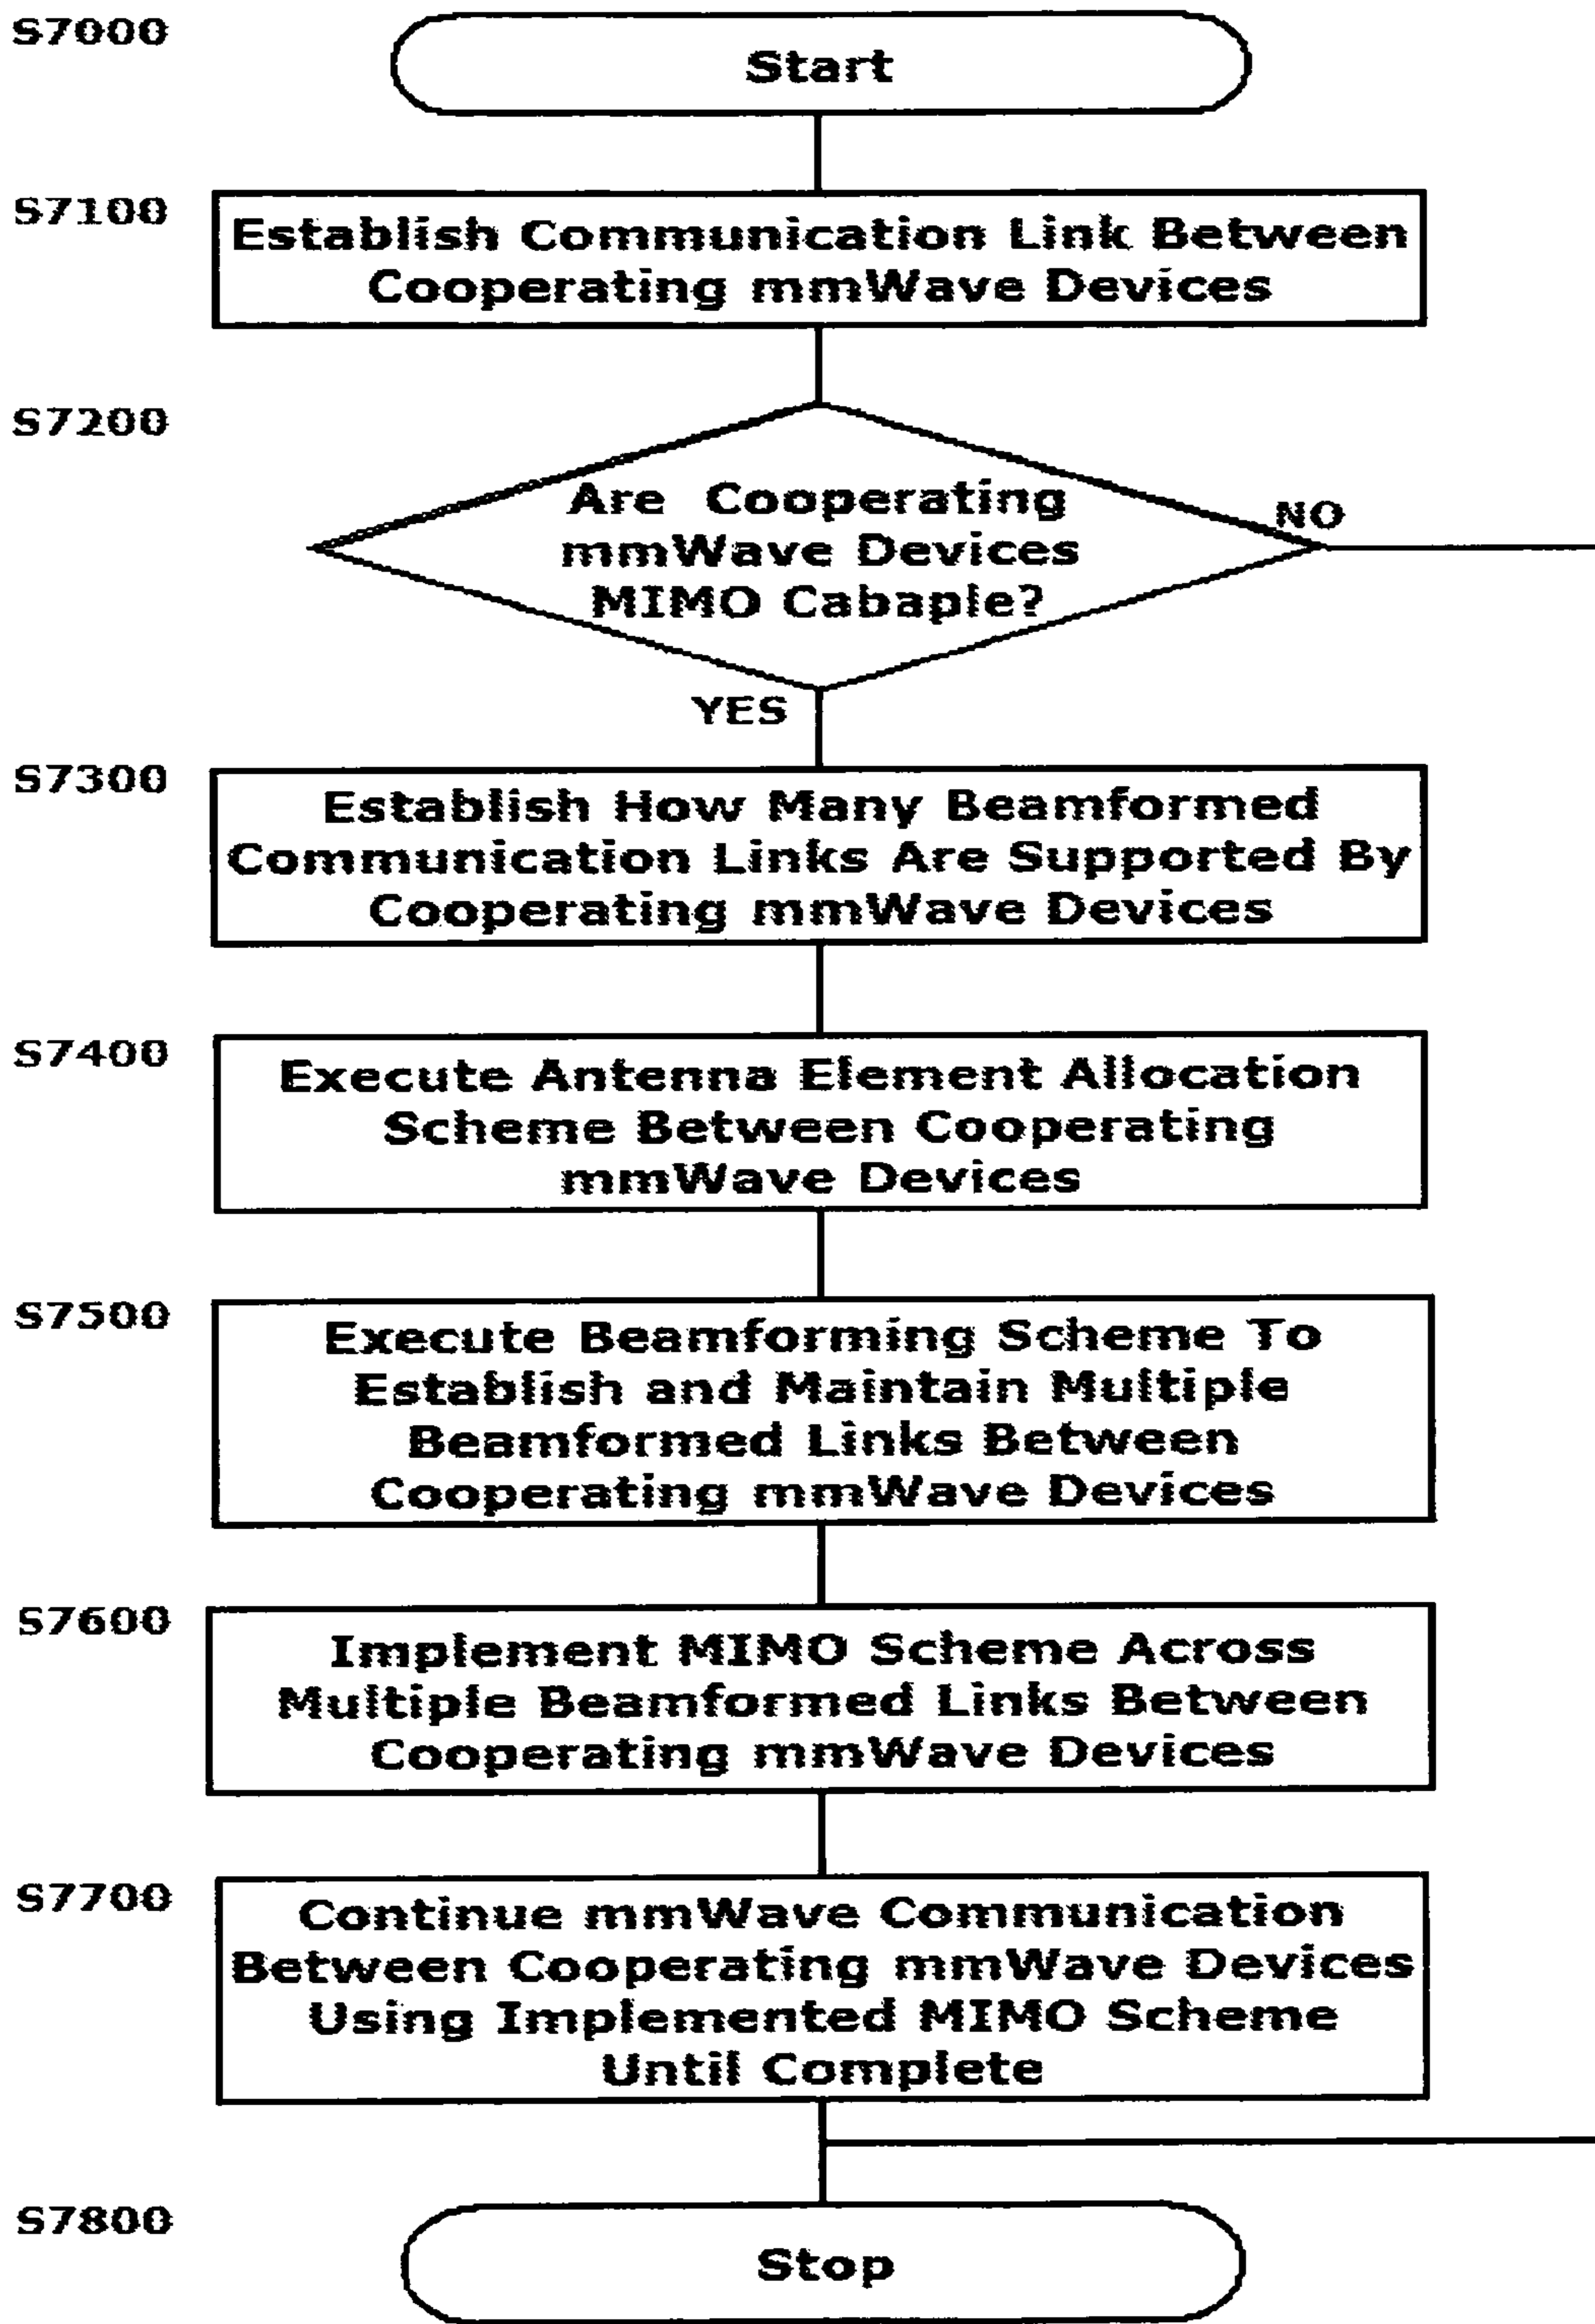 S7000
Start
S7100
Establish Communication Link Between
Cooperating mmWave Devices
S7200
Are Cooperating
mmWave Devices
MIMO Cabaple?
NO
YES
S7300
Establish How Many Beamformed
Communication Links Are Supported By
Cooperating mmWave Devices
S7400
Execute Antenna Element Allocation
Scheme Between Cooperating
mmWave Devices
S7500
Execute Beamforming Scheme To
Establish and Maintain Multiple
Beamformed Links Between
Cooperating mmWave Devices
S7600
Implement MIMO Scheme Across
Multiple Beamformed Links Between
Cooperating mmWave Devices
S7700
Continue mmWave Communication
Between Cooperating mmWave Devices
Using Implemented MIMO Scheme
Until Complete
S7800
Stop